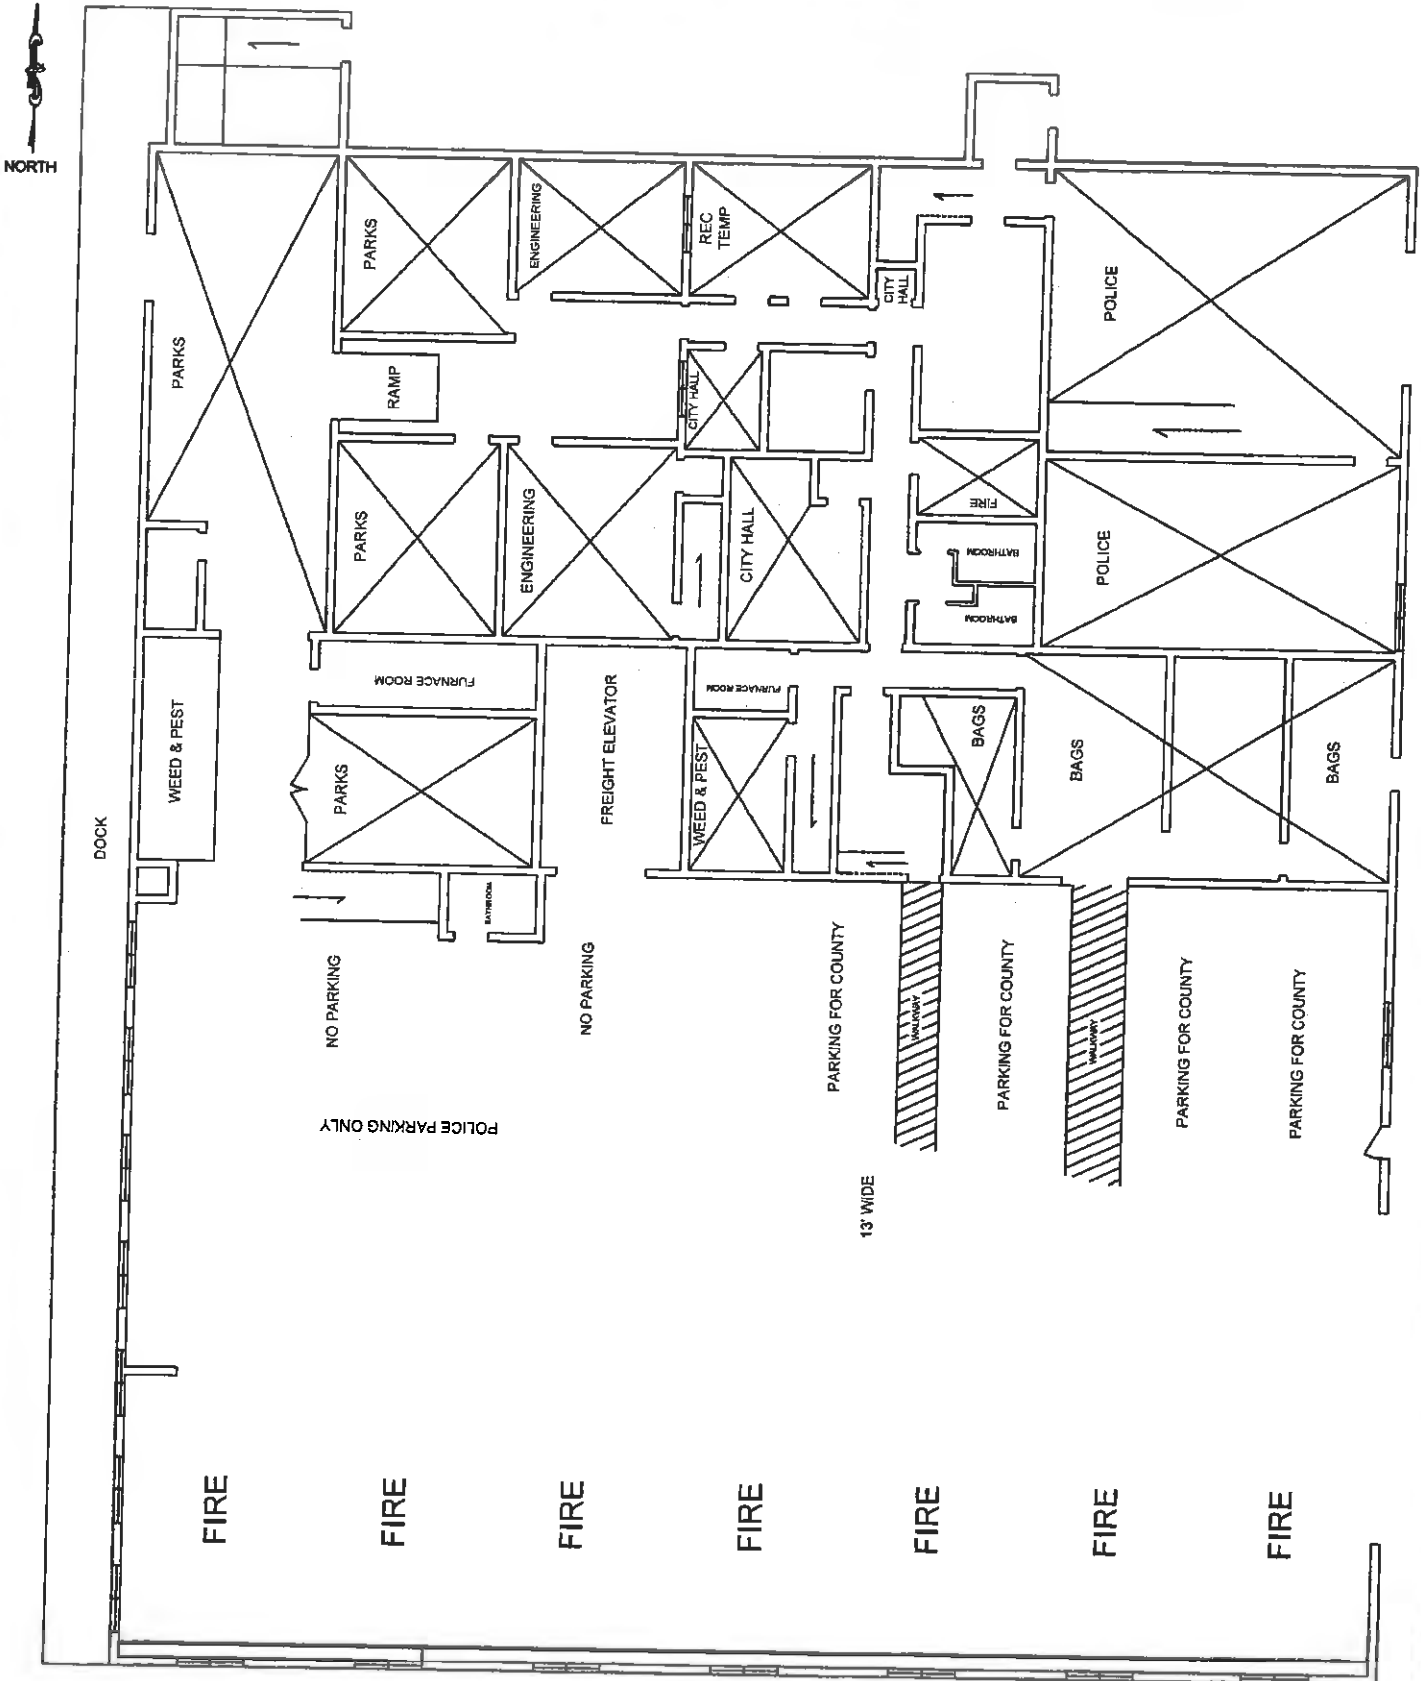 NORTH
DOCK
PARKS
PARKS
ENGINEERING
REC
TEMP
CITY
HALL
POLICE
RAMP
CITY HALL
PARKS
ENGINEERING
CITY HALL
FIRE
BATHROOM
BATHROOM
POLICE
WEED & PEST
FURNACE ROOM
PARKS
FREIGHT ELEVATOR
FURNACE ROOM
WEED & PEST
BAGS
BAGS
BAGS
BATHROOM
NO PARKING
NO PARKING
PARKING FOR COUNTY
WALKWAY
PARKING FOR COUNTY
WALKWAY
PARKING FOR COUNTY
PARKING FOR COUNTY
POLICE PARKING ONLY
13' WIDE
FIRE
FIRE
FIRE
FIRE
FIRE
FIRE
FIRE